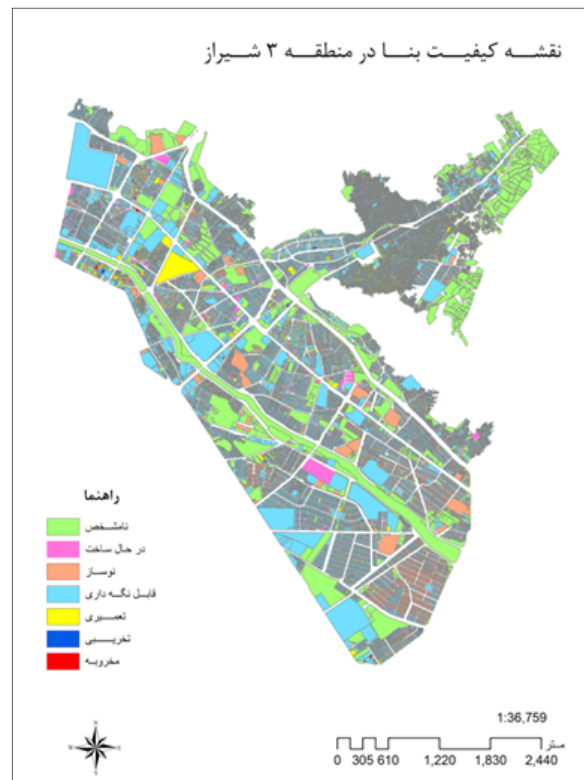 نقشه کیفیت بنا در منطقه ۳ شیراز
راهنما
نامشخص
در حال ساخت
نوساز
قابل نگه داری
تعمیری
تخریبی
مخروبه
N
W
E
S
1:36,759
متر
0 305 610 1,220 1,830 2,440